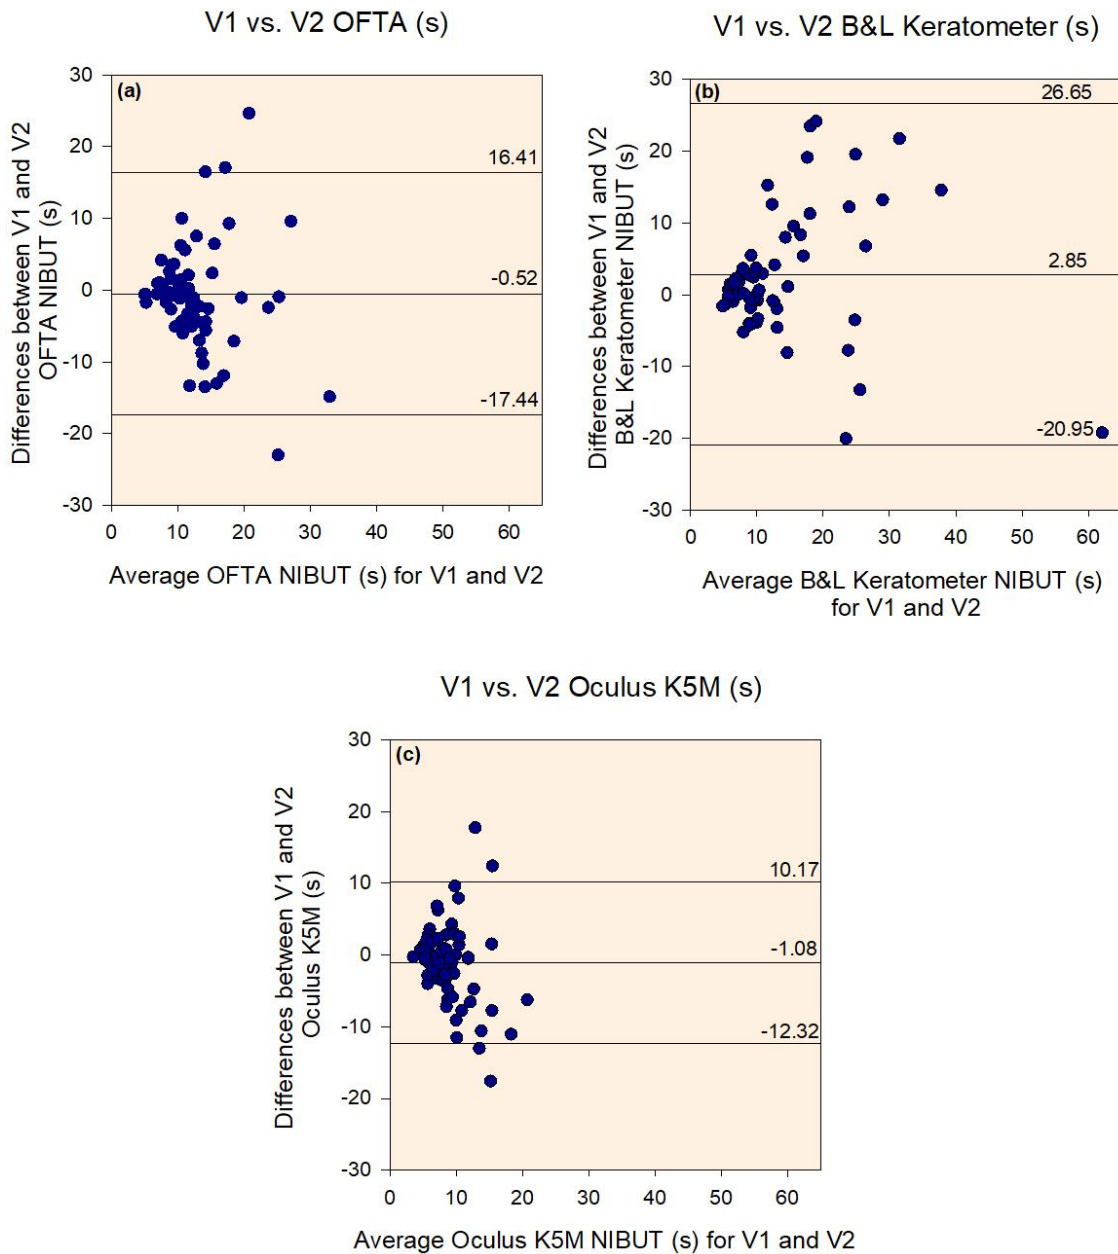 V1 vs. V2 OFTA (s)
(a)
30
20
10
0
-10
-20
-30
16.41
-0.52
-17.44
0 10 20 30 40 50 60
Differences between V1 and V2
OFTA NIBUT (s)
Average OFTA NIBUT (s) for V1 and V2
V1 vs. V2 B&L Keratometer (s)
(b)
30
20
10
0
-10
-20
-30
26.65
2.85
-20.95
0 10 20 30 40 50 60
Differences between V1 and V2
B&L Keratometer NIBUT (s)
Average B&L Keratometer NIBUT (s)
for V1 and V2
V1 vs. V2 Oculus K5M (s)
(c)
30
20
10
0
-10
-20
-30
10.17
-1.08
-12.32
0 10 20 30 40 50 60
Differences between V1 and V2
Oculus K5M (s)
Average Oculus K5M NIBUT (s) for V1 and V2